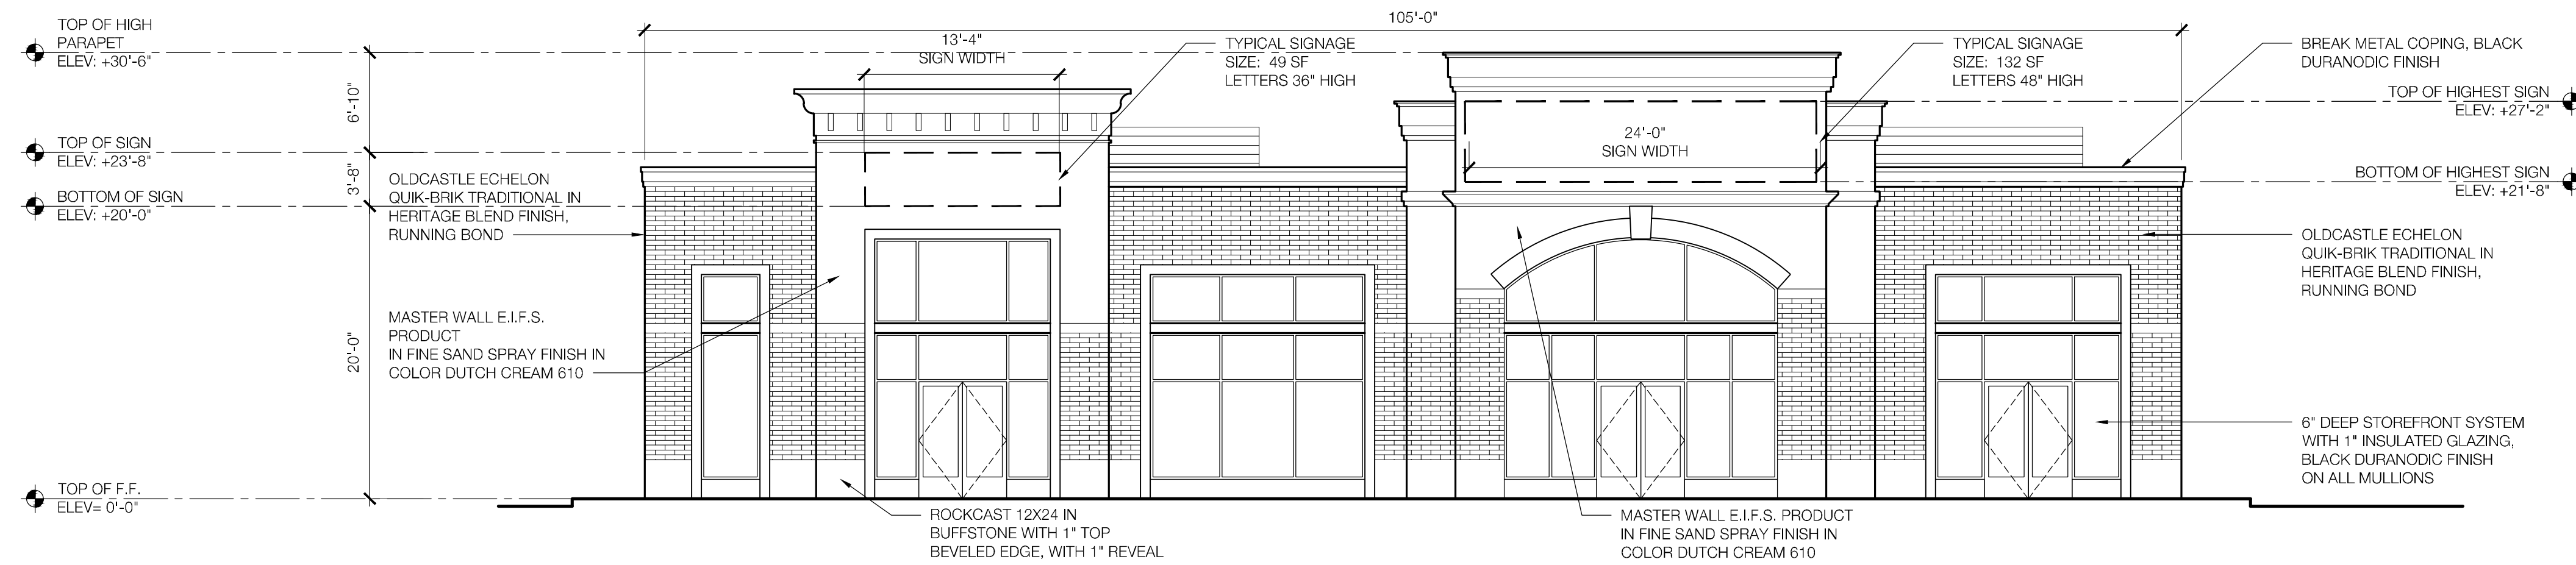 TOP OF HIGH
PARAPET
ELEV: +30'-6"
TOP OF SIGN
ELEV: +23'-8"
BOTTOM OF SIGN
ELEV: +20'-0"
TOP OF F.F.
ELEV= 0'-0"
6'-10"
3'-8"
20'-0"
OLDCASTLE ECHELON
QUIK-BRIK TRADITIONAL IN
HERITAGE BLEND FINISH,
RUNNING BOND
MASTER WALL E.I.F.S.
PRODUCT
IN FINE SAND SPRAY FINISH IN
COLOR DUTCH CREAM 610
105'-0"
13'-4"
SIGN WIDTH
TYPICAL SIGNAGE
SIZE: 49 SF
LETTERS 36" HIGH
24'-0"
SIGN WIDTH
TYPICAL SIGNAGE
SIZE: 132 SF
LETTERS 48" HIGH
ROCKCAST 12X24 IN
BUFFSTONE WITH 1" TOP
BEVELED EDGE, WITH 1" REVEAL
MASTER WALL E.I.F.S. PRODUCT
IN FINE SAND SPRAY FINISH IN
COLOR DUTCH CREAM 610
BREAK METAL COPING, BLACK
DURANODIC FINISH
TOP OF HIGHEST SIGN
ELEV: +27'-2"
BOTTOM OF HIGHEST SIGN
ELEV: +21'-8"
OLDCASTLE ECHELON
QUIK-BRIK TRADITIONAL IN
HERITAGE BLEND FINISH,
RUNNING BOND
6" DEEP STOREFRONT SYSTEM
WITH 1" INSULATED GLAZING,
BLACK DURANODIC FINISH
ON ALL MULLIONS